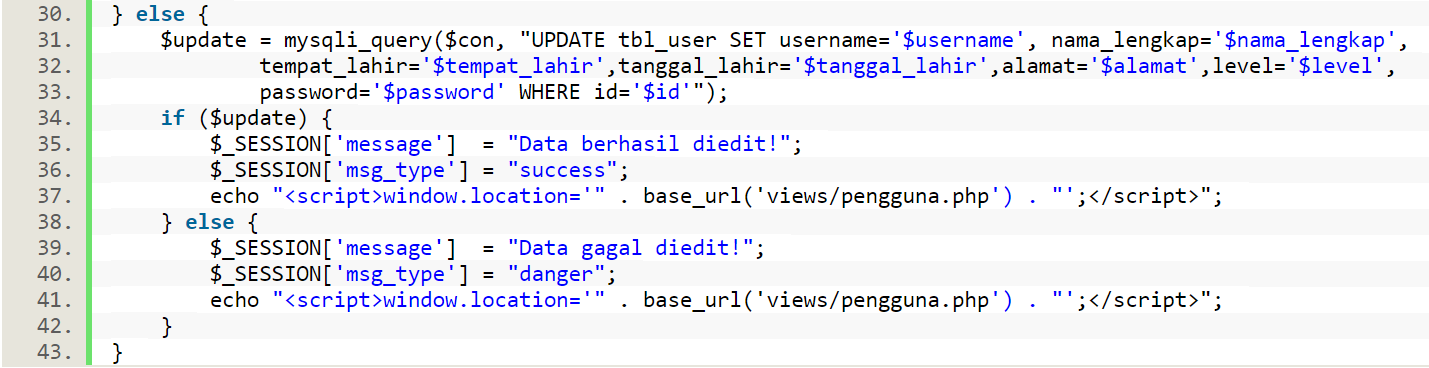 30. } else {
31. $update = mysqli_query($con, "UPDATE tbl_user SET username='$username', nama_lengkap='$nama_lengkap',
32. tempat_lahir='$tempat_lahir',tanggal_lahir='$tanggal_lahir',alamat='$alamat',level='$level',
33. password='$password' WHERE id='$id'");
34. if ($update) {
35. $_SESSION['message']  = "Data berhasil diedit!";
36. $_SESSION['msg_type'] = "success";
37. echo "<script>window.location='" . base_url('views/pengguna.php') . "';</script>";
38. } else {
39. $_SESSION['message']  = "Data gagal diedit!";
40. $_SESSION['msg_type'] = "danger";
41. echo "<script>window.location='" . base_url('views/pengguna.php') . "';</script>";
42. }
43. }